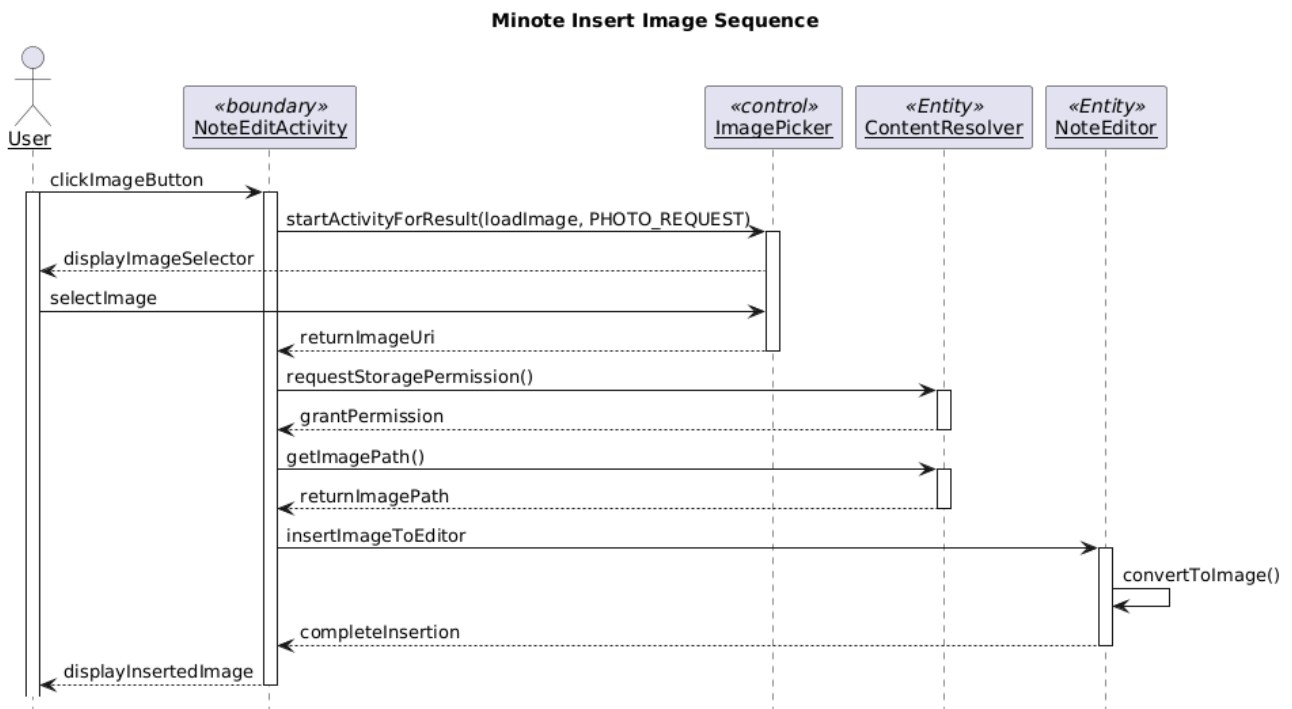 Minote Insert Image Sequence
User
«boundary»
NoteEditActivity
«control»
ImagePicker
«Entity»
ContentResolver
«Entity»
NoteEditor
clickImageButton
startActivityForResult(loadImage, PHOTO_REQUEST)
displayImageSelector
selectImage
returnImageUri
requestStoragePermission()
grantPermission
getImagePath()
returnImagePath
insertImageToEditor
convertToImage()
completeInsertion
displayInsertedImage